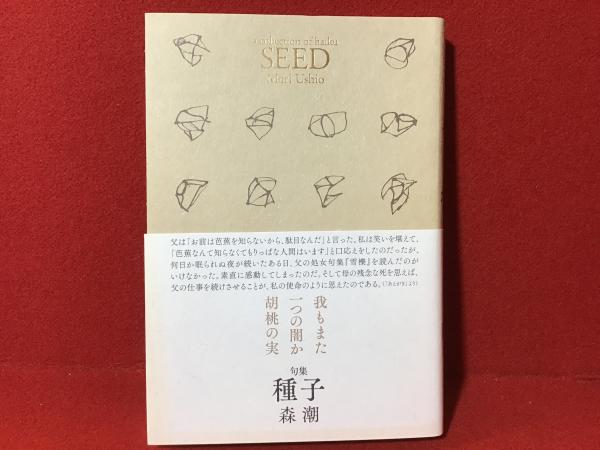 a collection of haiku
SEED
Mori Ushio
父は「お前は芭蕉を知らないから、駄目なんだ」と言った。私は笑いを堪えて、
「芭蕉なんて知らなくてもりっぱな人間はいます」と口応えをしたのだったが、
何日か眠られぬ夜が続いたある日、父の処女句集『雪櫟』を読んだのが
いけなかった。素直に感動してしまったのだ。そして母の残念な死を思えば、
父の仕事を続けさせることが、私の使命のように思えたのである。(「あとがき」より)
我もまた
一つの闇か
胡桃の実
句集
種子
森 潮